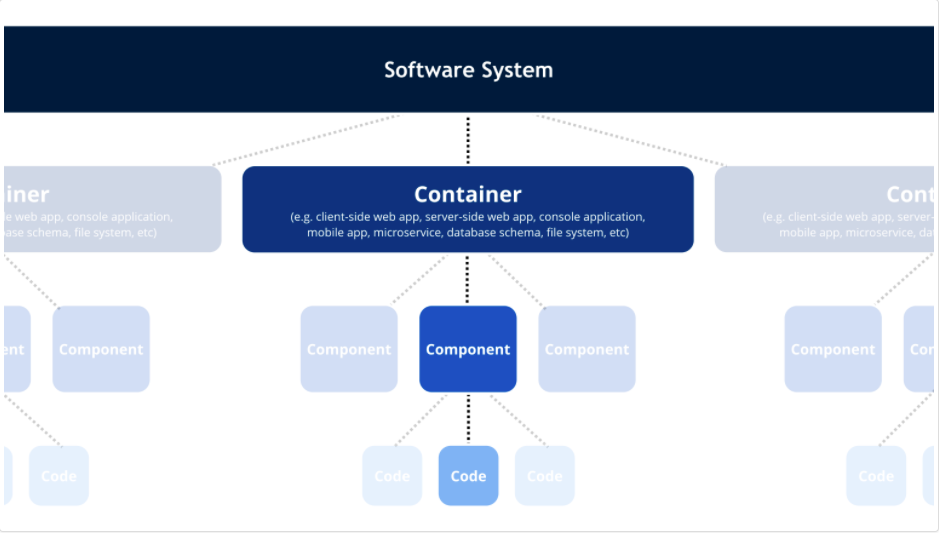 Software System
iner
Container
Cont
e web app, console application,
(e.g. client-side web app, server-side web app, console application,
(e.g. client-side web app, server-
ase schema, file system, etc)
mobile app, microservice, database schema, file system, etc)
mobile app, microservice, da
ent
Component
Component
Component
Component
Component
Cor
Code
Code
Code
Code
Code